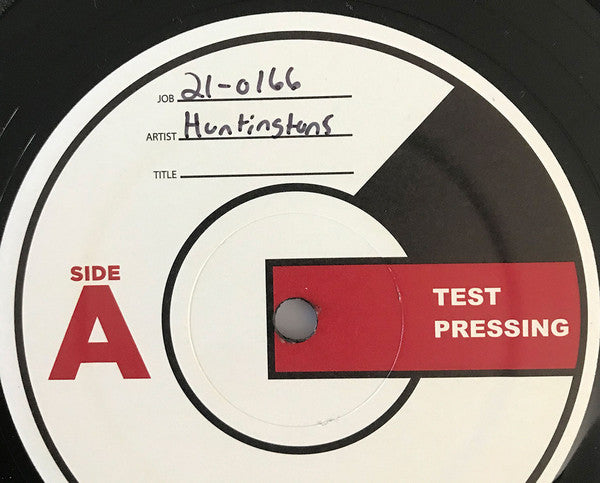 JOB 21-0166
ARTIST Huntingtons
TITLE
SIDE
A
TEST
PRESSING